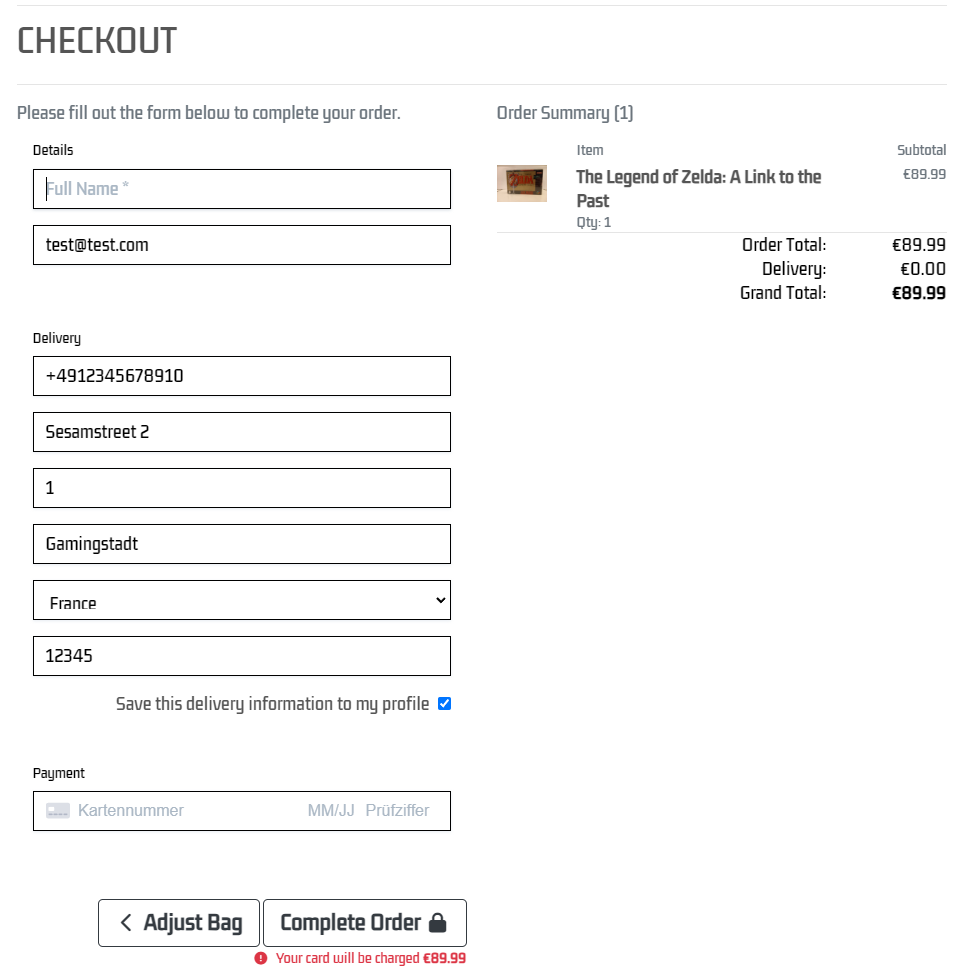 CHECKOUT
Please fill out the form below to complete your order.
Details
Full Name *
test@test.com
Delivery
+4912345678910
Sesamstreet 2
1
Gamingstadt
France
12345
Save this delivery information to my profile
Payment
Kartennummer MM/JJ Prüfziffer
Adjust Bag
Complete Order
Your card will be charged €89.99
Order Summary (1)
Item Subtotal
The Legend of Zelda: A Link to the €89.99
Past
Qty: 1
Order Total: €89.99
Delivery: €0.00
Grand Total: €89.99